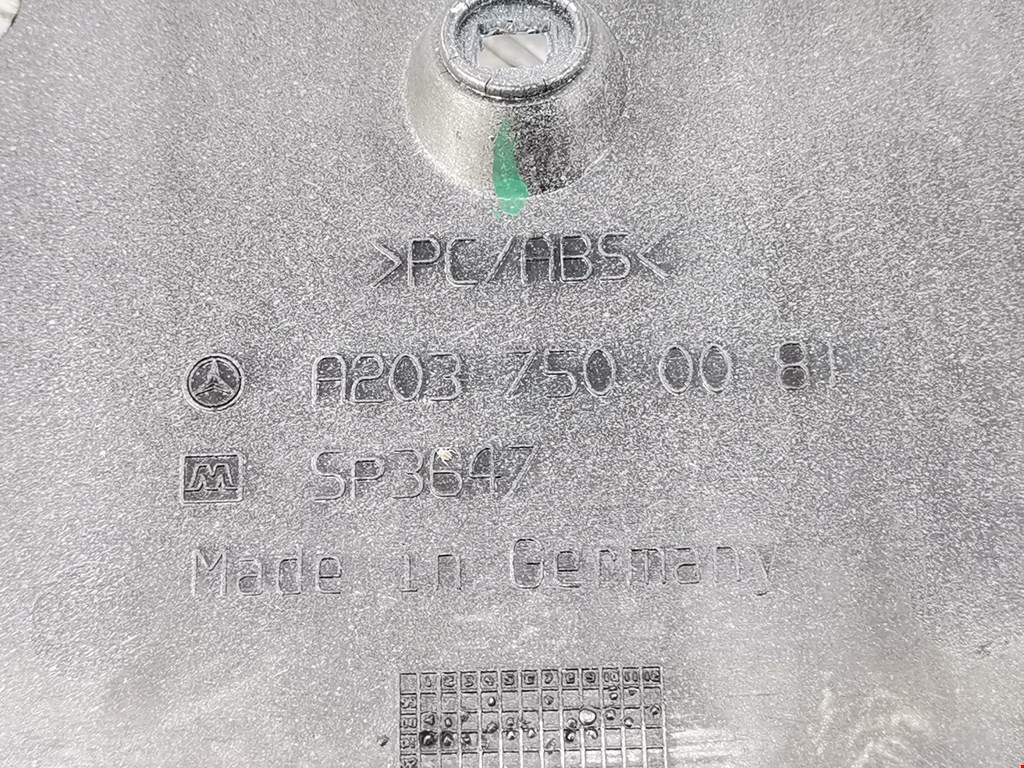 >PC/ABS<
A203 750 00 81
SP3647
Made in Germany